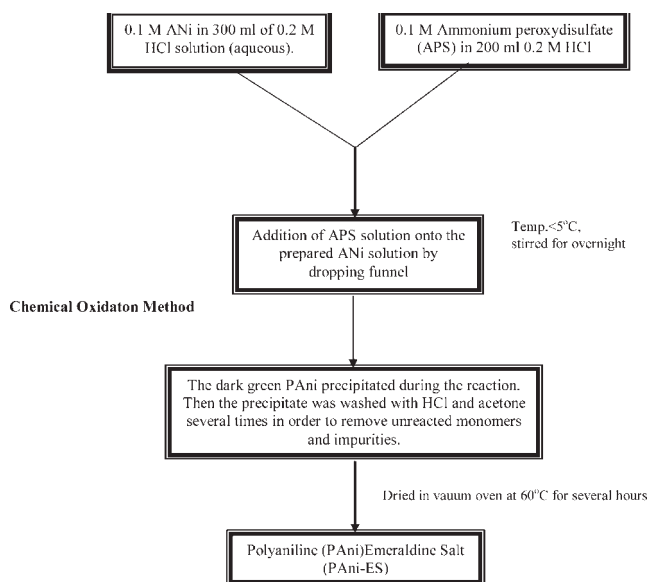 0.1 M ANi in 300 ml of 0.2 M
HCl solution (aqueous).
0.1 M Ammonium peroxydisulfate
(APS) in 200 ml 0.2 M HCl
Addition of APS solution onto the
prepared ANi solution by
dropping funnel
Temp.<5°C,
stirred for overnight
Chemical Oxidaton Method
The dark green PAni precipitated during the reaction.
Then the precipitate was washed with HCl and acetone
several times in order to remove unreacted monomers
and impurities.
Dried in vauum oven at 60°C for several hours
Polyaniline (PAni)Emeraldine Salt
(PAni-ES)